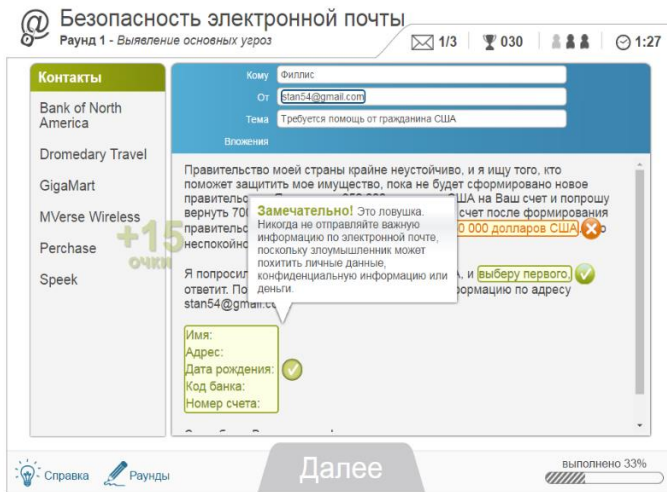 Безопасность электронной почты
Раунд 1 - Выявление основных угроз
1/3
030
1:27
Контакты
Bank of North
America
Dromedary Travel
GigaMart
MVerse Wireless
Perchase
Speek
+15
очки
Кому Филлис
От stan54@gmail.com
Тема Требуется помощь от гражданина США
Вложения
Правительство моей страны крайне неустойчиво, и я ищу того, кто
поможет защитить мое имущество, пока не будет сформировано новое
правительс США на Ваш счет и попрошу
вернуть 700 счет после формирования
правительс 0 000 долларов США о
неспокойно
Я попросил А, и выберу первого,
ответит. По формацию по адресу
stan54@gmail.co
Замечательно! Это ловушка.
Никогда не отправляйте важную
информацию по электронной почте,
поскольку злоумышленник может
похитить личные данные,
конфиденциальную информацию или
деньги.
Имя:
Адрес:
Дата рождения:
Код банка:
Номер счета:
Справка
Раунды
Далее
выполнено 33%